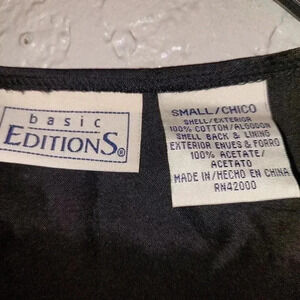 basic
EDITIONS®
SMALL/CHICO
SHELL/EXTERIOR
100% COTTON/ALGODON
SHELL BACK & LINING
EXTERIOR ENVES & FORRO
100% ACETATE/
ACETATO
MADE IN/HECHO EN CHINA
RN42000